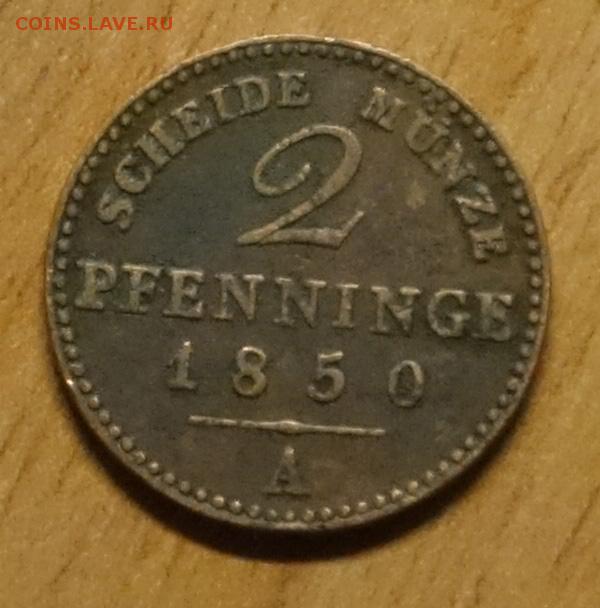 COINS.LAVE.RU
SCHEIDE MÜNZE
2
PFENNINGE
1850
A